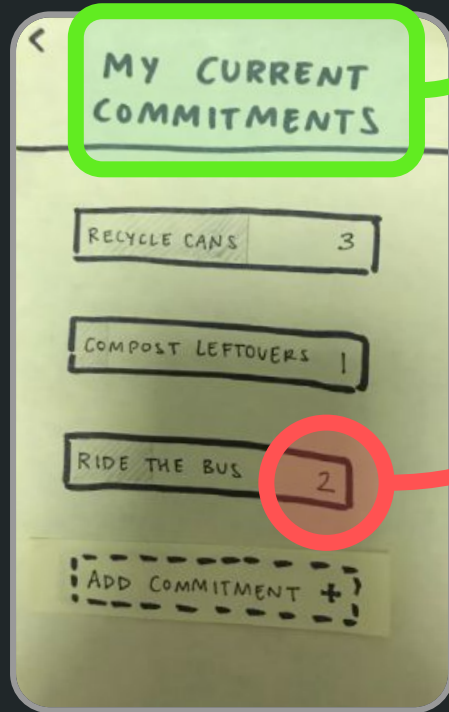 <
MY CURRENT
COMMITMENTS
RECYCLE CANS 3
COMPOST LEFTOVERS 1
RIDE THE BUS 2
ADD COMMITMENT +